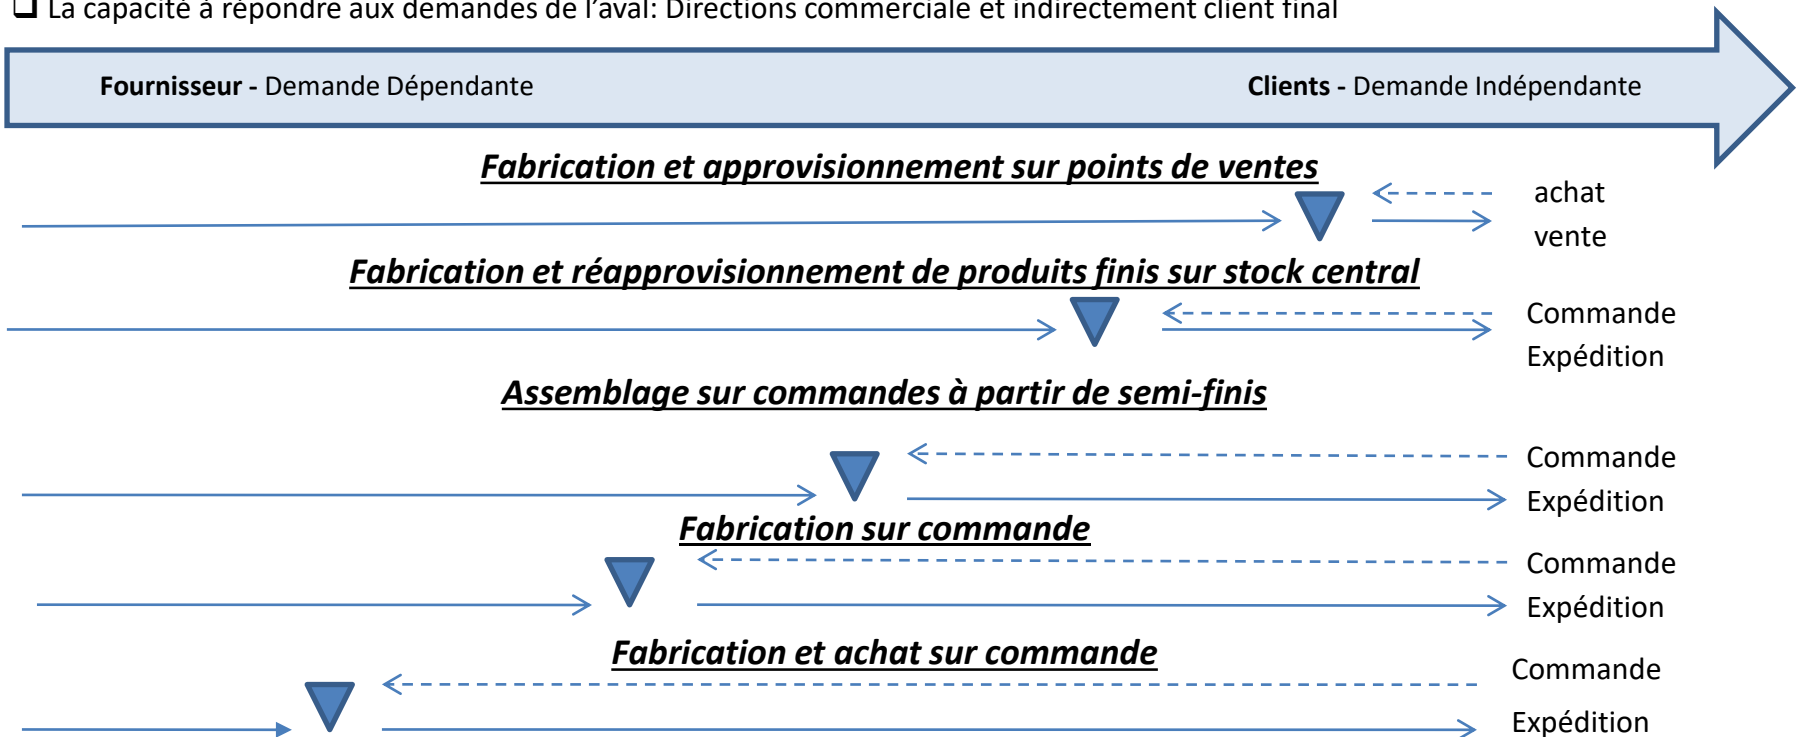 ❑ La capacité à répondre aux demandes de l’aval: Directions commerciale et indirectement client final
Fournisseur - Demande Dépendante
Clients - Demande Indépendante
Fabrication et approvisionnement sur points de ventes
achat
vente
Fabrication et réapprovisionnement de produits finis sur stock central
Commande
Expédition
Assemblage sur commandes à partir de semi-finis
Commande
Expédition
Fabrication sur commande
Commande
Expédition
Fabrication et achat sur commande
Commande
Expédition